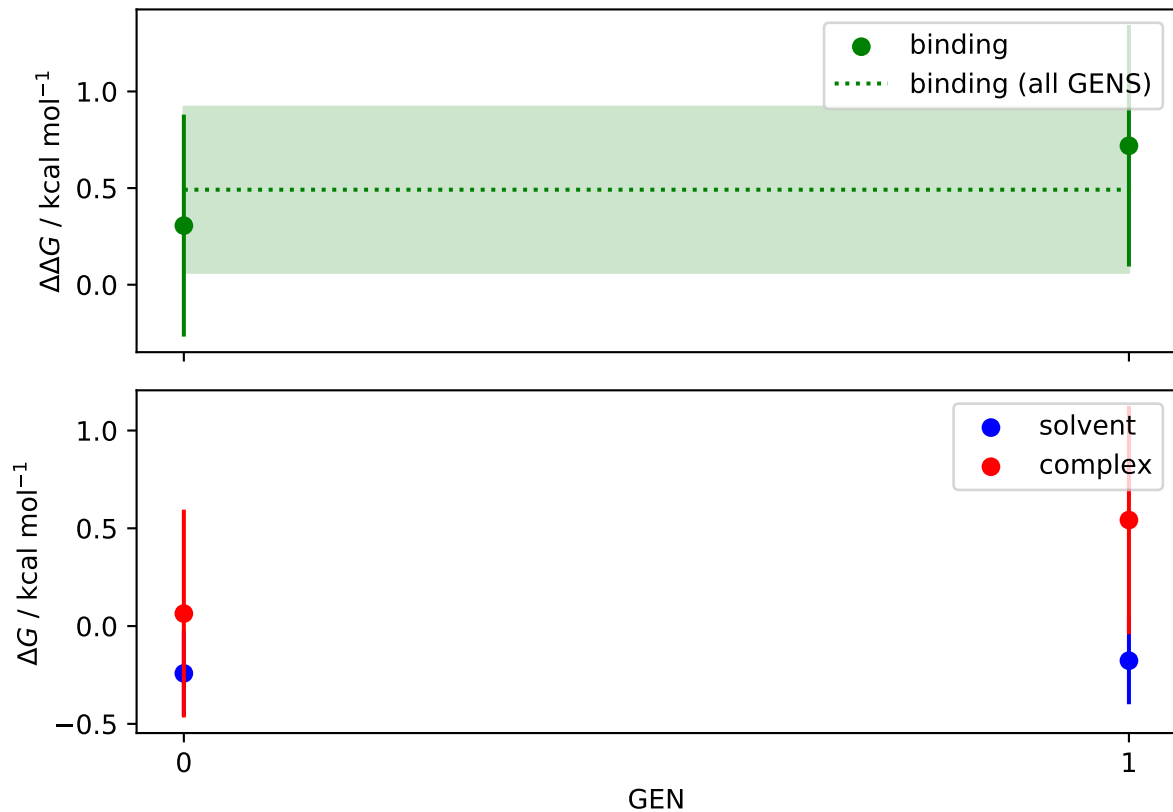 binding
binding (all GENS)
1.0
0.5
0.0
ΔΔG / kcal mol⁻¹
solvent
complex
1.0
0.5
0.0
−0.5
ΔG / kcal mol⁻¹
0 1
GEN